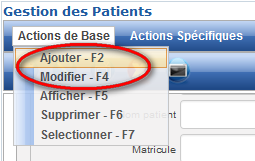 Gestion des Patients
Actions de Base Actions Spécifiques
Ajouter - F2
Modifier - F4
Afficher - F5
Supprimer - F6 patient
Selectionner - F7
Matricule